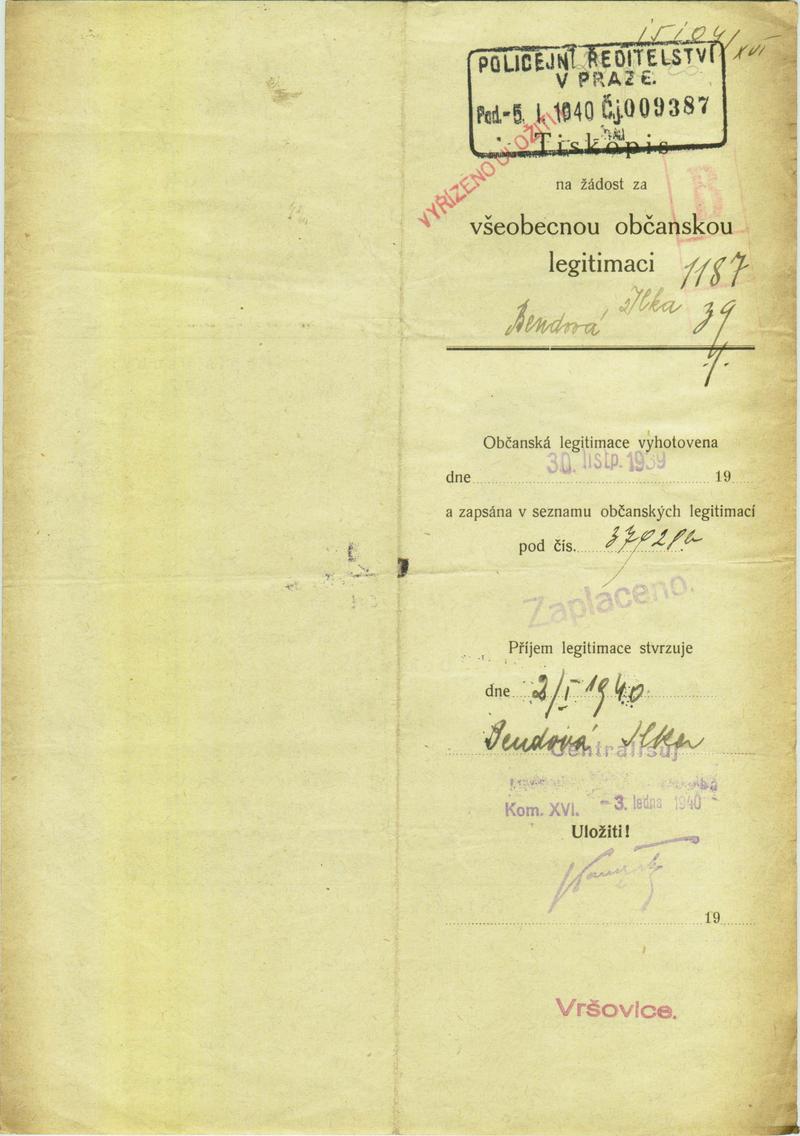 15104/XVI
POLICEJNÍ ŘEDITELSTVÍ
V PRAZE.
Pod.-5. I. 1940 Čj.009387
Tiskopis
VYŘÍZENO ULOŽITI!
B
na žádost za
všeobecnou občanskou
legitimaci
1187
39
Bendová Ilka
Občanská legitimace vyhotovena
30. listp. 1939
dne 19
a zapsána v seznamu občanských legitimací
pod čís.
Zaplaceno.
Příjem legitimace stvrzuje
dne 2/I 1940
Bendová Ilka
Centralisuj
Kom. XVI. -3. ledna 1940
Uložiti!
19
Vršovice.